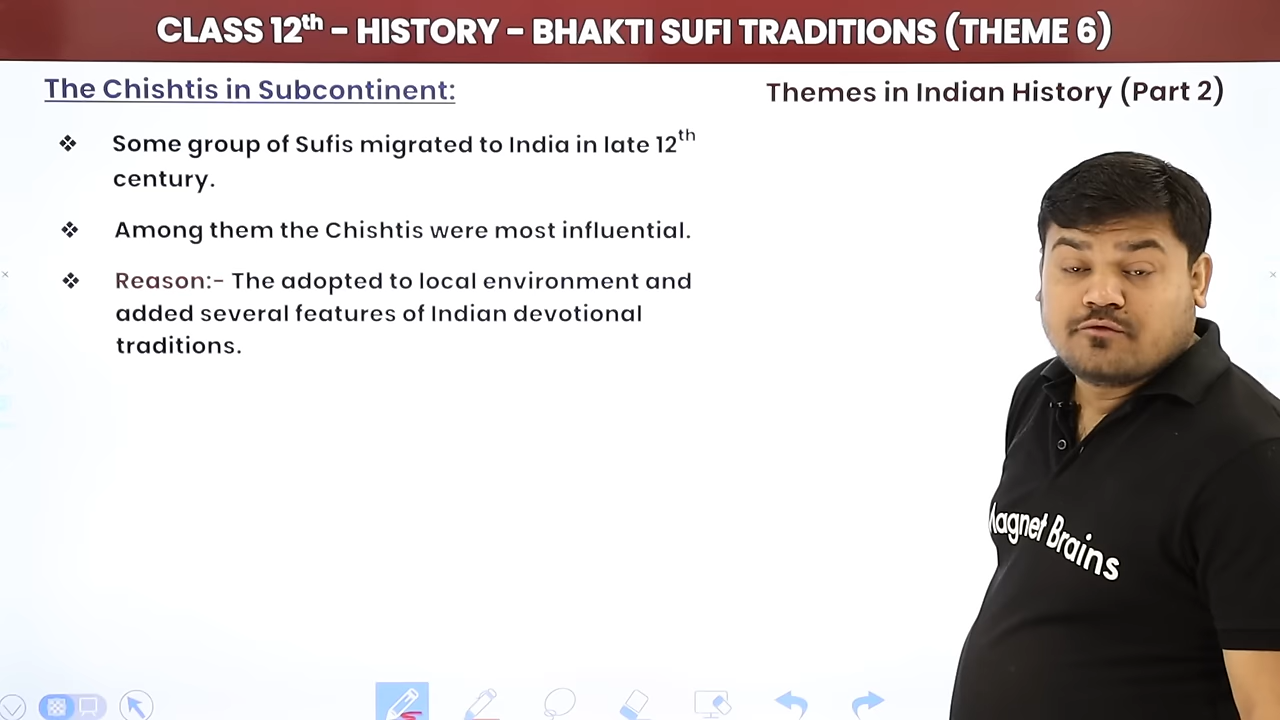 CLASS 12th - HISTORY - BHAKTI SUFI TRADITIONS (THEME 6)
The Chishtis in Subcontinent:
Themes in Indian History (Part 2)
❖ Some group of Sufis migrated to India in late 12th
century.
❖ Among them the Chishtis were most influential.
❖ Reason:- The adopted to local environment and
added several features of Indian devotional
traditions.
Magnet Brains